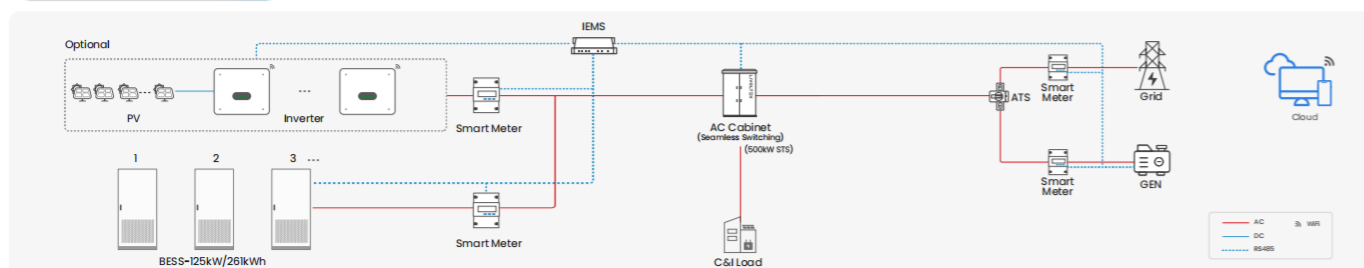 IEMS
Optional
PV
Inverter
Smart Meter
AC Cabinet
(Seamless Switching)
(500kW STS)
ATS
Smart
Meter
Grid
Cloud
1 2 3 ...
Smart Meter
BESS-125kW/261kWh
C&I Load
Smart
Meter
GEN
AC
WiFi
DC
RS485